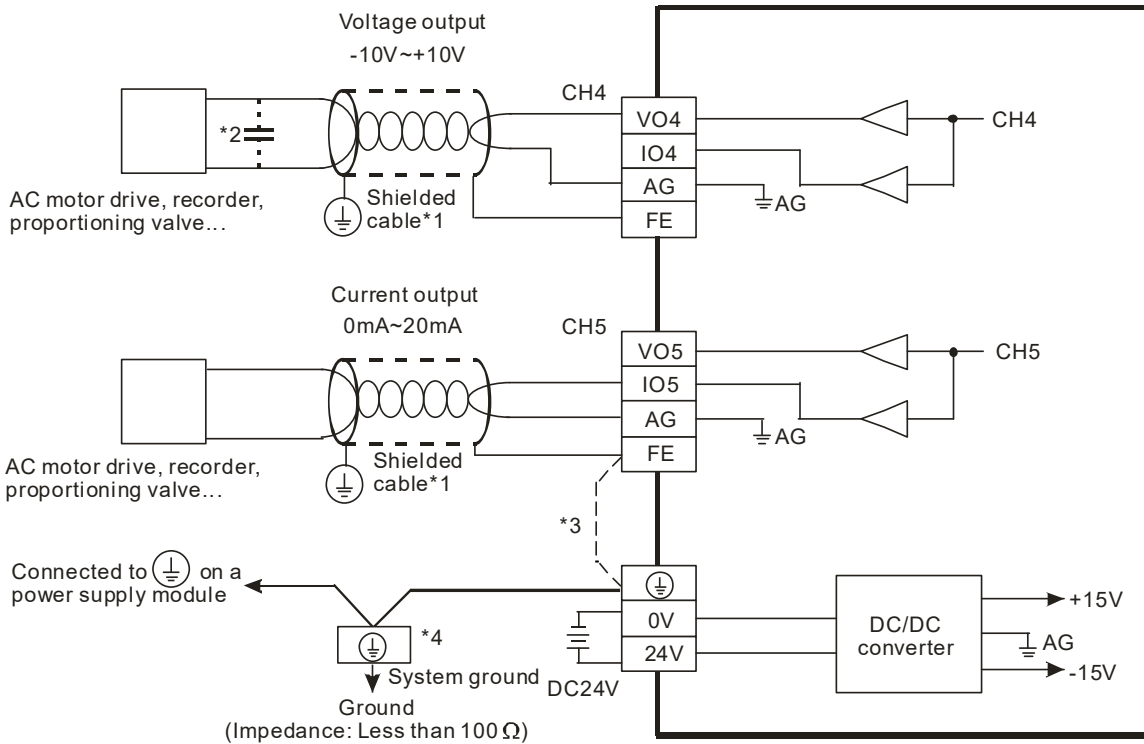 Voltage output
-10V~+10V
CH4
VO4
IO4
AG
FE
*2
CH4
AG
AC motor drive, recorder,
proportioning valve...
Shielded
cable*1
Current output
0mA~20mA
CH5
VO5
IO5
AG
FE
CH5
AG
AC motor drive, recorder,
proportioning valve...
Shielded
cable*1
*3
Connected to on a
power supply module
*4
System ground
Ground
(Impedance: Less than 100 Ω)
0V
24V
DC24V
DC/DC
converter
+15V
AG
-15V